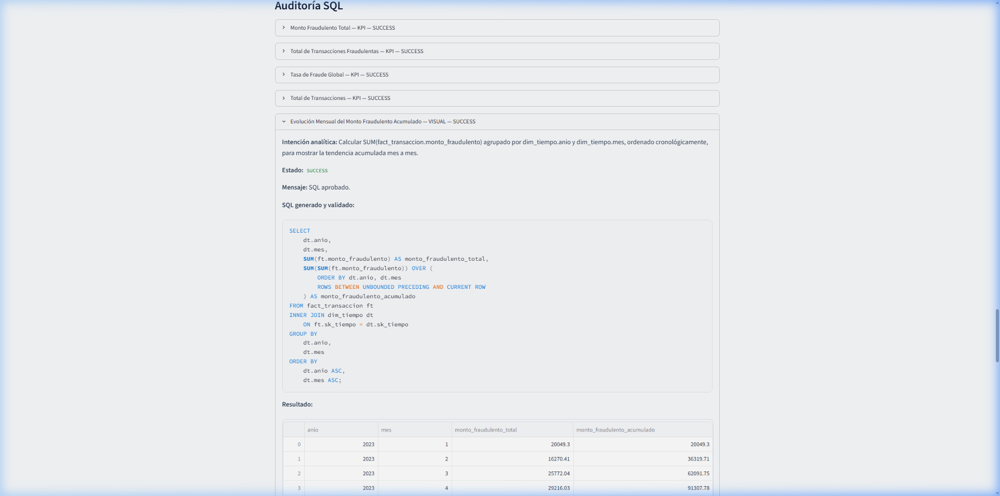 Auditoría SQL
Monto Fraudulento Total — KPI — SUCCESS
Total de Transacciones Fraudulentas — KPI — SUCCESS
Tasa de Fraude Global — KPI — SUCCESS
Total de Transacciones — KPI — SUCCESS
Evolución Mensual del Monto Fraudulento Acumulado — VISUAL — SUCCESS
Intención analítica: Calcular SUM(fact_transaccion.monto_fraudulento) agrupado por dim_tiempo.anio y dim_tiempo.mes, ordenado cronológicamente,
para mostrar la tendencia acumulada mes a mes.
Estado: SUCCESS
Mensaje: SQL aprobado.
SQL generado y validado:
SELECT
    dt.anio,
    dt.mes,
    SUM(ft.monto_fraudulento) AS monto_fraudulento_total,
    SUM(SUM(ft.monto_fraudulento)) OVER (
        ORDER BY dt.anio, dt.mes
        ROWS BETWEEN UNBOUNDED PRECEDING AND CURRENT ROW
    ) AS monto_fraudulento_acumulado
FROM fact_transaccion ft
INNER JOIN dim_tiempo dt
    ON ft.sk_tiempo = dt.sk_tiempo
GROUP BY
    dt.anio,
    dt.mes
ORDER BY
    dt.anio ASC,
    dt.mes ASC;
Resultado:
anio mes monto_fraudulento_total monto_fraudulento_acumulado
0 2023 1 20049.3 20049.3
1 2023 2 16270.41 36319.71
2 2023 3 25772.04 62091.75
3 2023 4 29216.03 91307.78